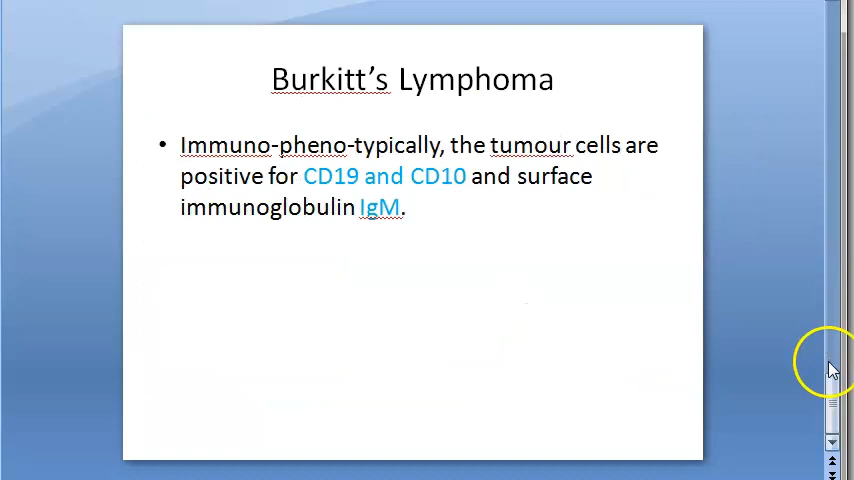 Burkitt's Lymphoma
• Immuno-pheno-typically, the tumour cells are
positive for CD19 and CD10 and surface
immunoglobulin IgM.